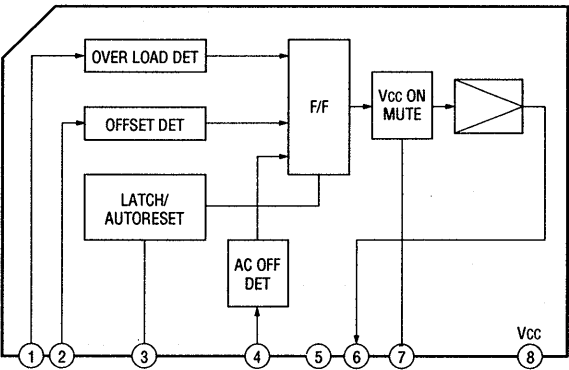 OVER LOAD DET
OFFSET DET
LATCH/
AUTORESET
AC OFF
DET
F/F
VCC ON
MUTE
VCC
1 2 3 4 5 6 7 8